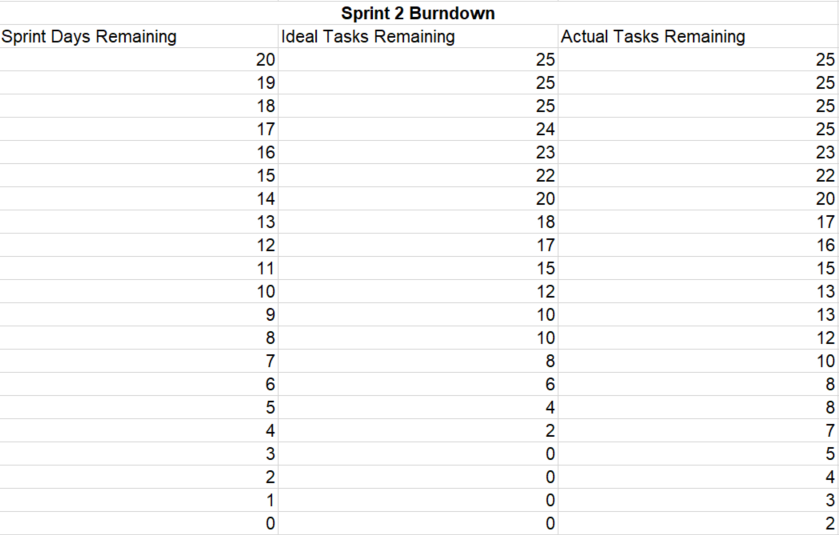 Sprint 2 Burndown
Sprint Days Remaining Ideal Tasks Remaining Actual Tasks Remaining
20 25 25
19 25 25
18 25 25
17 24 25
16 23 23
15 22 22
14 20 20
13 18 17
12 17 16
11 15 15
10 12 13
9 10 13
8 10 12
7 8 10
6 6 8
5 4 8
4 2 7
3 0 5
2 0 4
1 0 3
0 0 2